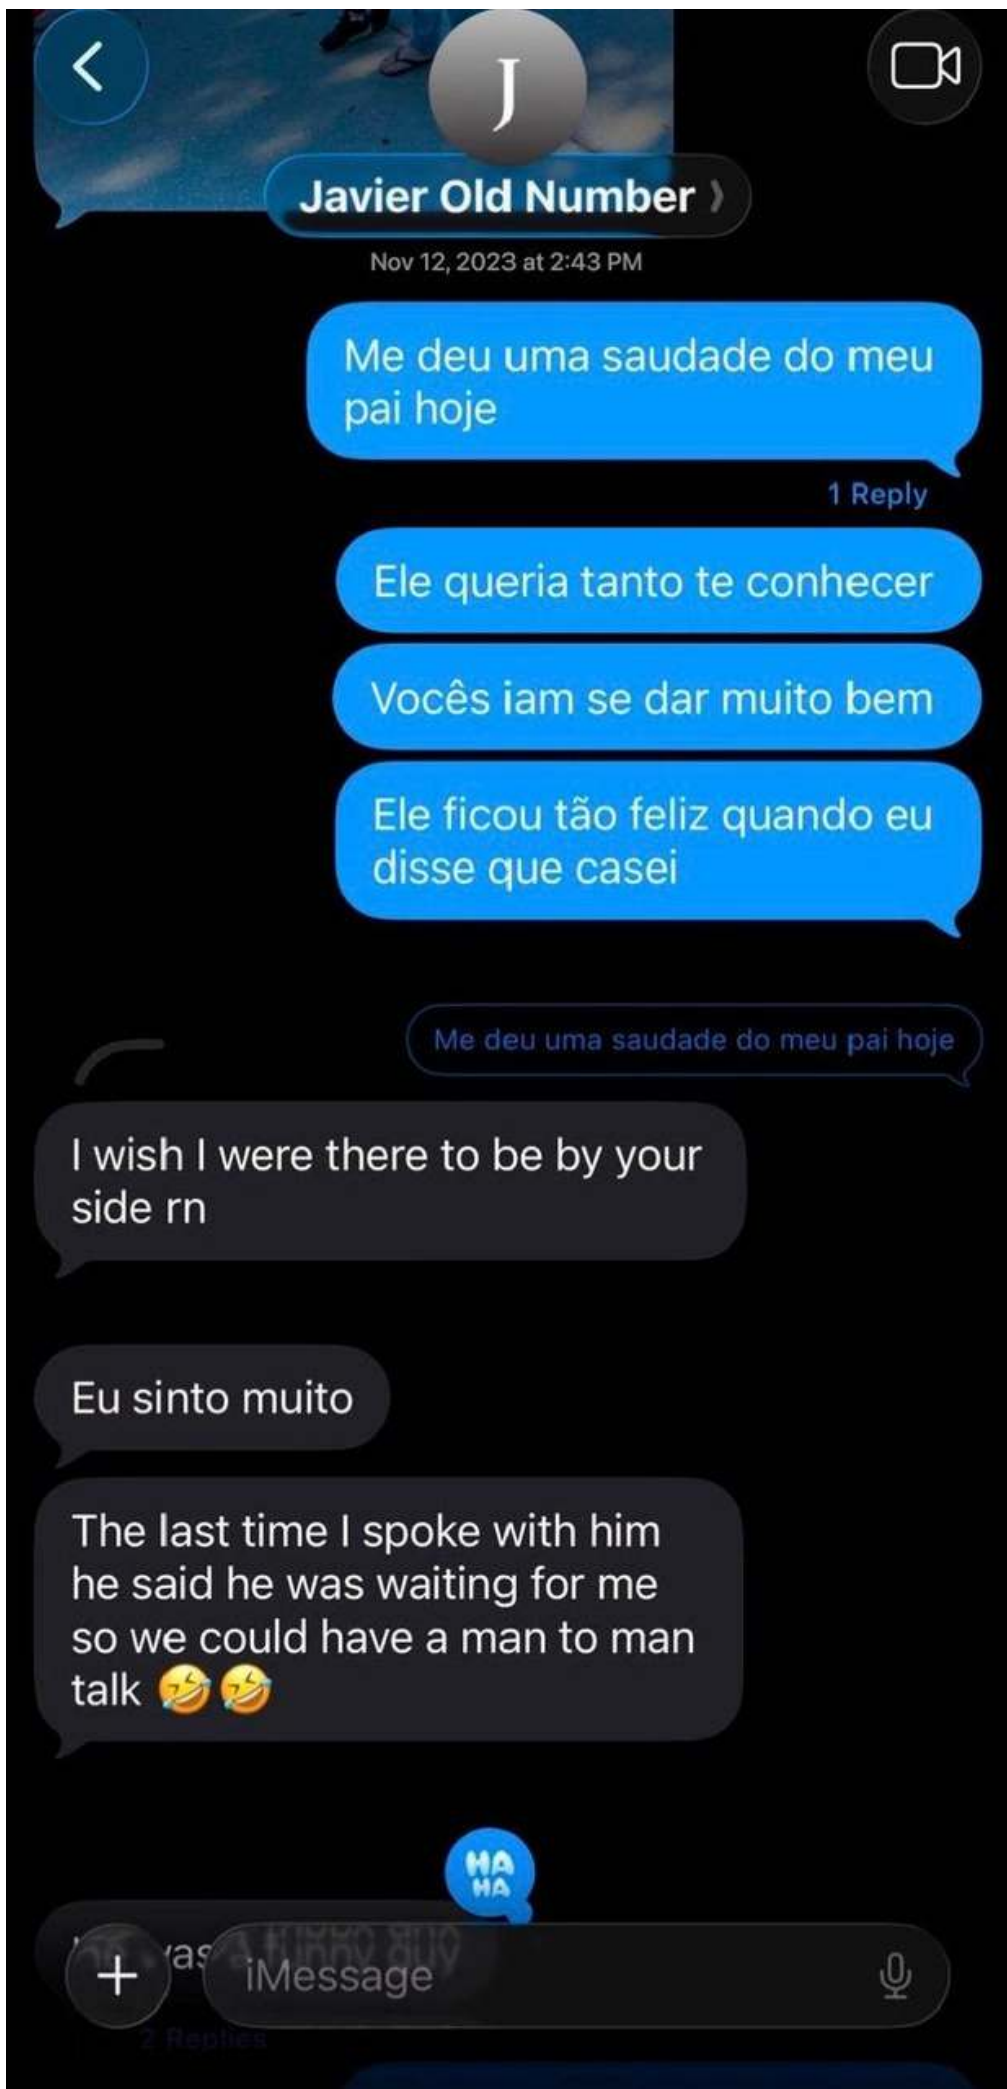 J
Javier Old Number
Nov 12, 2023 at 2:43 PM
Me deu uma saudade do meu
pai hoje
1 Reply
Ele queria tanto te conhecer
Vocês iam se dar muito bem
Ele ficou tão feliz quando eu
disse que casei
Me deu uma saudade do meu pai hoje
I wish I were there to be by your
side rn
Eu sinto muito
The last time I spoke with him
he said he was waiting for me
so we could have a man to man
talk 🤣🤣
HA
HA
a funny guy
iMessage
2 Replies